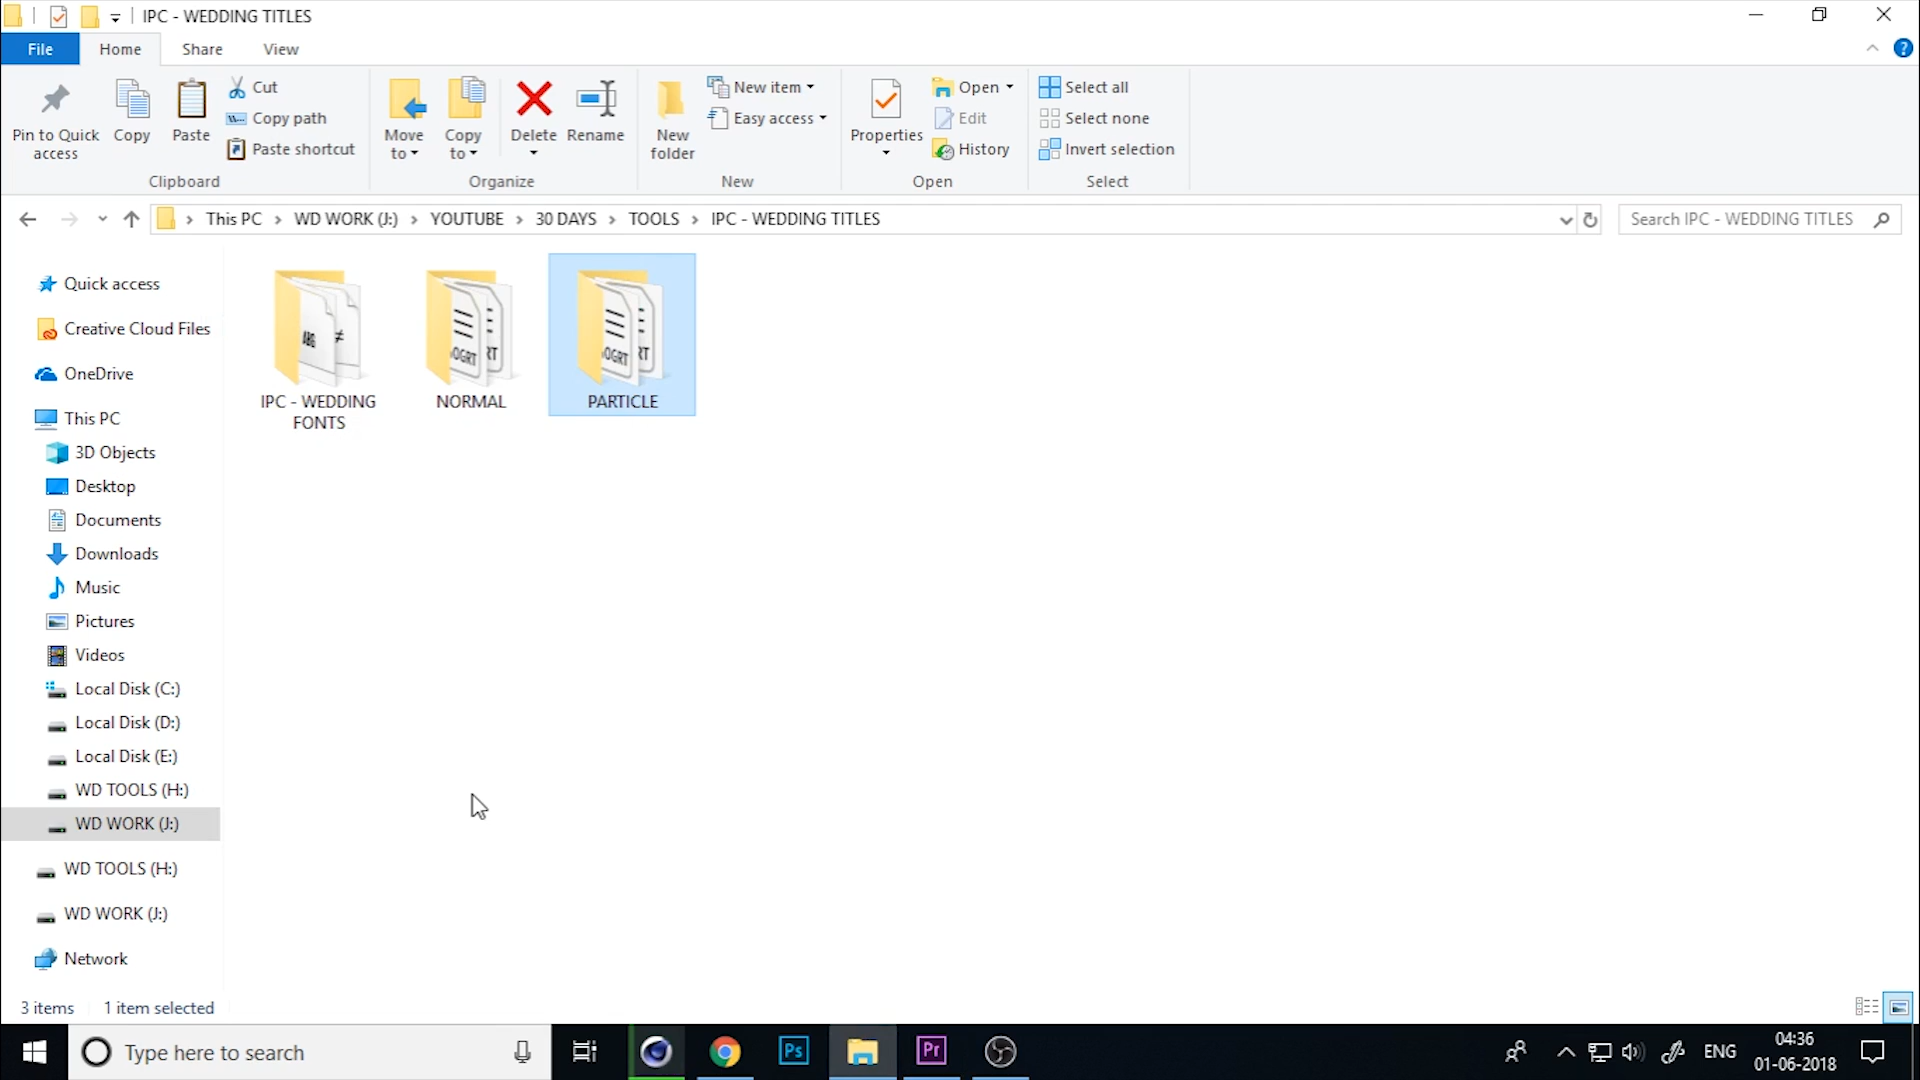 IPC - WEDDING TITLES
File Home Share View
Pin to Quick access
Copy
Paste
Cut
Copy path
Paste shortcut
Clipboard
Move to
Copy to
Delete
Rename
Organize
New folder
New item
Easy access
New
Properties
Open
Edit
History
Open
Select all
Select none
Invert selection
Select
This PC > WD WORK (J:) > YOUTUBE > 30 DAYS > TOOLS > IPC - WEDDING TITLES
Search IPC - WEDDING TITLES
Quick access
Creative Cloud Files
OneDrive
This PC
3D Objects
Desktop
Documents
Downloads
Music
Pictures
Videos
Local Disk (C:)
Local Disk (D:)
Local Disk (E:)
WD TOOLS (H:)
WD WORK (J:)
WD TOOLS (H:)
WD WORK (J:)
Network
IPC - WEDDING
FONTS
NORMAL
PARTICLE
3 items 1 item selected
Type here to search
Ps
Pr
ENG
04:36
01-06-2018